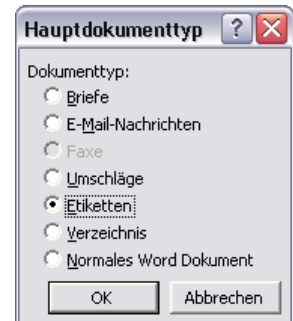 Hauptdokumenttyp
Dokumenttyp:
Briefe
E-Mail-Nachrichten
Faxe
Umschläge
Etiketten
Verzeichnis
Normales Word Dokument
OK Abbrechen